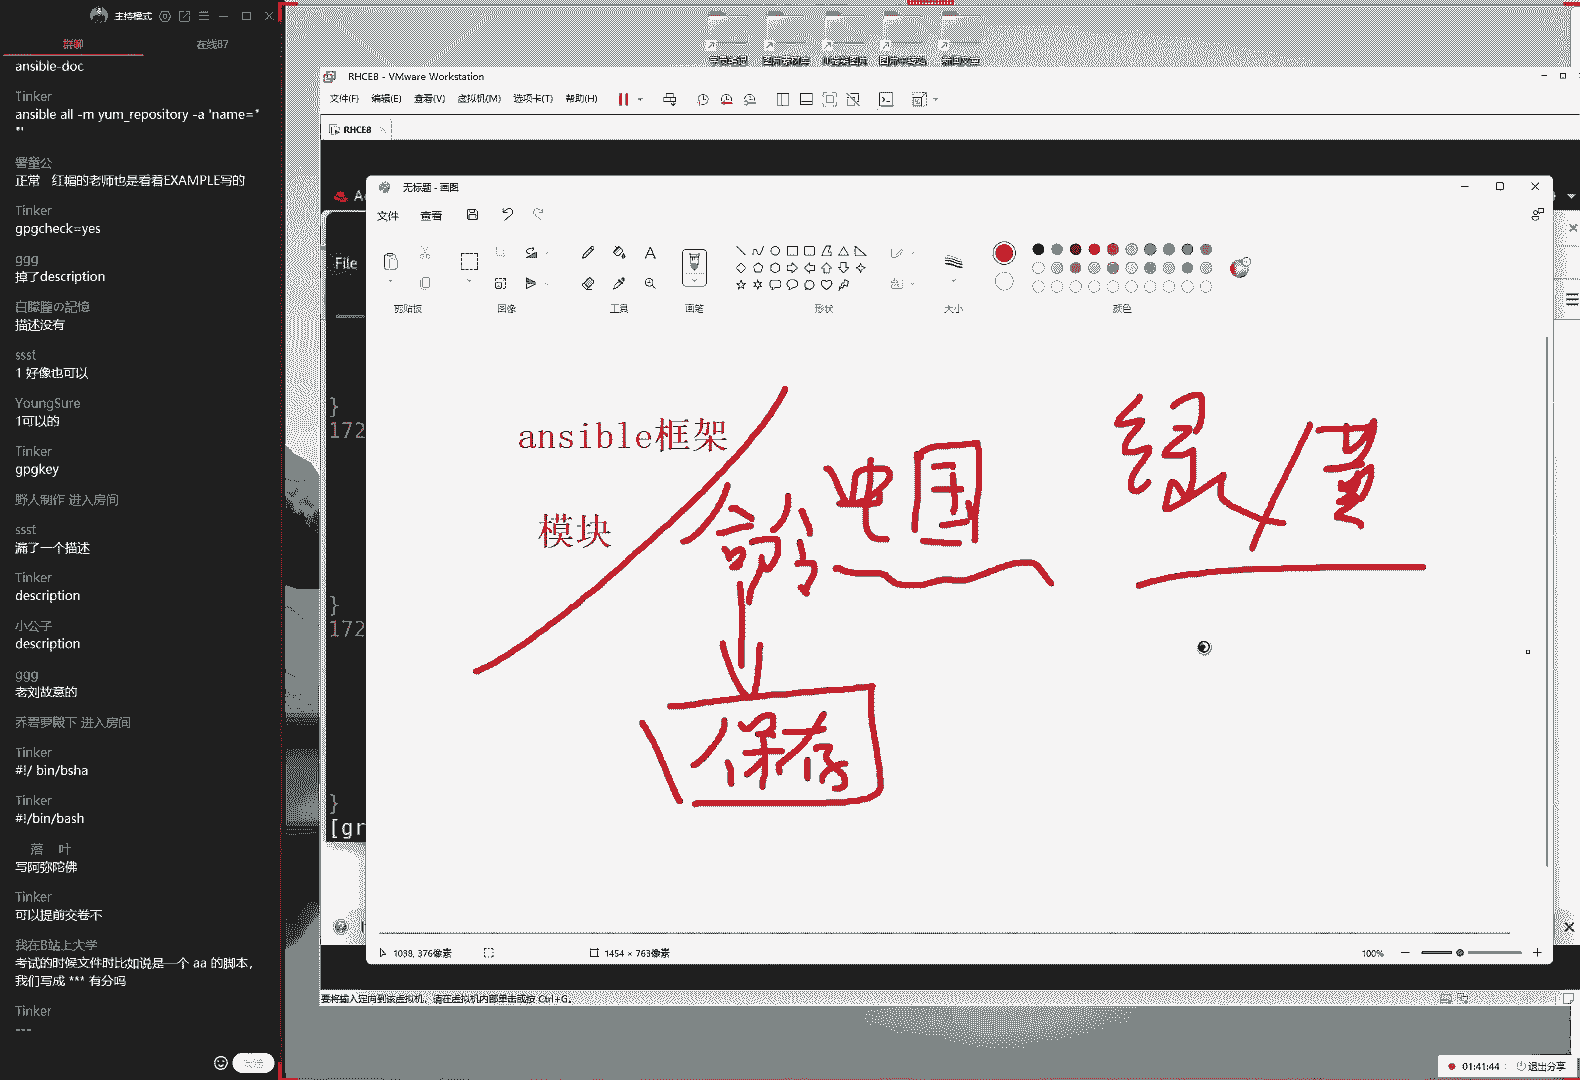 主持模式
群聊
在线87
ansible-doc
Tinker
ansible all -m yum_repository -a 'name="
"'
正常 红帽的老师也是看着EXAMPLE写的
Tinker
gpgcheck=yes
ggg
掉了description
白朦朧の記憶
描述没有
ssst
1 好像也可以
YoungSure
1可以的
Tinker
gpgkey
野人制作 进入房间
ssst
漏了一个描述
Tinker
description
小公子
description
ggg
老刘故意的
乔碧萝殿下 进入房间
Tinker
#!/ bin/bsha
Tinker
#!/bin/bash
落 叶
写阿弥陀佛
Tinker
可以提前交卷不
我在B站上大学
考试的时候文件时比如说是一个 aa 的脚本，
我们写成 *** 有分吗
Tinker
---
RHCE8 - VMware Workstation
文件(F) 编辑(E) 查看(V) 虚拟机(M) 选项卡(T) 帮助(H)
RHCE8
File
}
172
}
172
}
[gr
无标题 - 画图
文件 查看
剪贴板 图像 工具 画笔 形状 大小 颜色
ansible框架
模块
命令
中国
绿/黄
保存
1038, 376像素
1454 × 763像素
100%
要将输入定向到该虚拟机，请在虚拟机内部单击或按 Ctrl+G。
01:41:44
退出分享